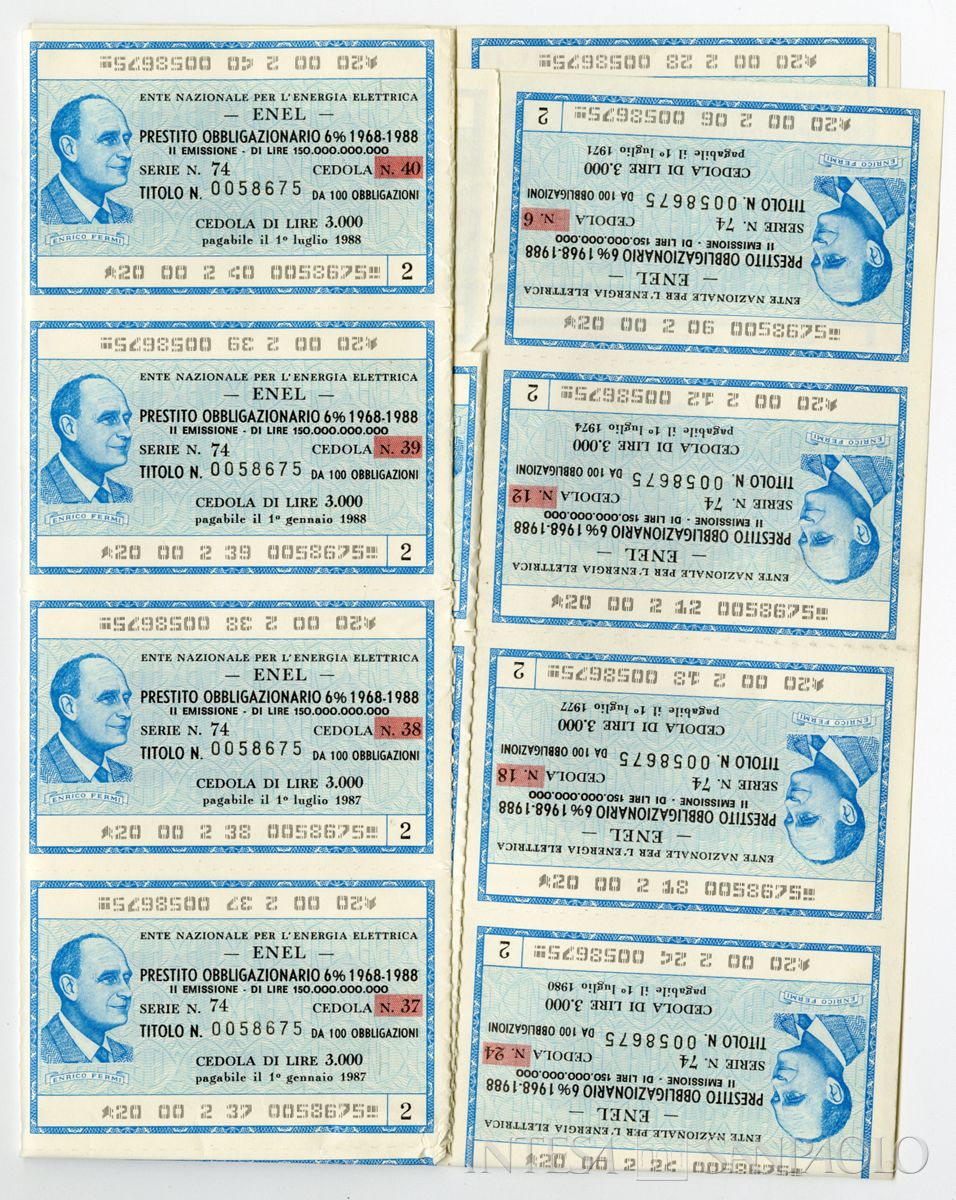 ⑆20 00 2 40 0058675⑈
ENTE NAZIONALE PER L'ENERGIA ELETTRICA
— ENEL —
PRESTITO OBBLIGAZIONARIO 6% 1968-1988
II EMISSIONE - DI LIRE 150.000.000.000
SERIE N. 74 CEDOLA N. 40
TITOLO N. 0058675 DA 100 OBBLIGAZIONI
CEDOLA DI LIRE 3.000
pagabile il 1º luglio 1988
ENRICO FERMI
⑆20 00 2 40 0058675⑈ 2
⑆20 00 2 39 0058675⑈
ENTE NAZIONALE PER L'ENERGIA ELETTRICA
— ENEL —
PRESTITO OBBLIGAZIONARIO 6% 1968-1988
II EMISSIONE - DI LIRE 150.000.000.000
SERIE N. 74 CEDOLA N. 39
TITOLO N. 0058675 DA 100 OBBLIGAZIONI
CEDOLA DI LIRE 3.000
pagabile il 1º gennaio 1988
ENRICO FERMI
⑆20 00 2 39 0058675⑈ 2
⑆20 00 2 38 0058675⑈
ENTE NAZIONALE PER L'ENERGIA ELETTRICA
— ENEL —
PRESTITO OBBLIGAZIONARIO 6% 1968-1988
II EMISSIONE - DI LIRE 150.000.000.000
SERIE N. 74 CEDOLA N. 38
TITOLO N. 0058675 DA 100 OBBLIGAZIONI
CEDOLA DI LIRE 3.000
pagabile il 1º luglio 1987
ENRICO FERMI
⑆20 00 2 38 0058675⑈ 2
⑆20 00 2 37 0058675⑈
ENTE NAZIONALE PER L'ENERGIA ELETTRICA
— ENEL —
PRESTITO OBBLIGAZIONARIO 6% 1968-1988
II EMISSIONE - DI LIRE 150.000.000.000
SERIE N. 74 CEDOLA N. 37
TITOLO N. 0058675 DA 100 OBBLIGAZIONI
CEDOLA DI LIRE 3.000
pagabile il 1º gennaio 1987
ENRICO FERMI
⑆20 00 2 37 0058675⑈ 2
⑆20 00 2 28 0058675⑈
⑆20 00 2 06 0058675⑈
ENTE NAZIONALE PER L'ENERGIA ELETTRICA
— ENEL —
PRESTITO OBBLIGAZIONARIO 6% 1968-1988
II EMISSIONE - DI LIRE 150.000.000.000
SERIE N. 74 CEDOLA N. 6
TITOLO N. 0058675 DA 100 OBBLIGAZIONI
CEDOLA DI LIRE 3.000
pagabile il 1º luglio 1971
ENRICO FERMI
⑆20 00 2 06 0058675⑈ 2
⑆20 00 2 12 0058675⑈
ENTE NAZIONALE PER L'ENERGIA ELETTRICA
— ENEL —
PRESTITO OBBLIGAZIONARIO 6% 1968-1988
II EMISSIONE - DI LIRE 150.000.000.000
SERIE N. 74 CEDOLA N. 12
TITOLO N. 0058675 DA 100 OBBLIGAZIONI
CEDOLA DI LIRE 3.000
pagabile il 1º luglio 1974
ENRICO FERMI
⑆20 00 2 12 0058675⑈ 2
⑆20 00 2 18 0058675⑈
ENTE NAZIONALE PER L'ENERGIA ELETTRICA
— ENEL —
PRESTITO OBBLIGAZIONARIO 6% 1968-1988
II EMISSIONE - DI LIRE 150.000.000.000
SERIE N. 74 CEDOLA N. 18
TITOLO N. 0058675 DA 100 OBBLIGAZIONI
CEDOLA DI LIRE 3.000
pagabile il 1º luglio 1977
ENRICO FERMI
⑆20 00 2 18 0058675⑈ 2
⑆20 00 2 24 0058675⑈
ENTE NAZIONALE PER L'ENERGIA ELETTRICA
— ENEL —
PRESTITO OBBLIGAZIONARIO 6% 1968-1988
II EMISSIONE - DI LIRE 150.000.000.000
SERIE N. 74 CEDOLA N. 24
TITOLO N. 0058675 DA 100 OBBLIGAZIONI
CEDOLA DI LIRE 3.000
pagabile il 1º luglio 1980
ENRICO FERMI
⑆20 00 2 24 0058675⑈ 2
INTESA SANPAOLO